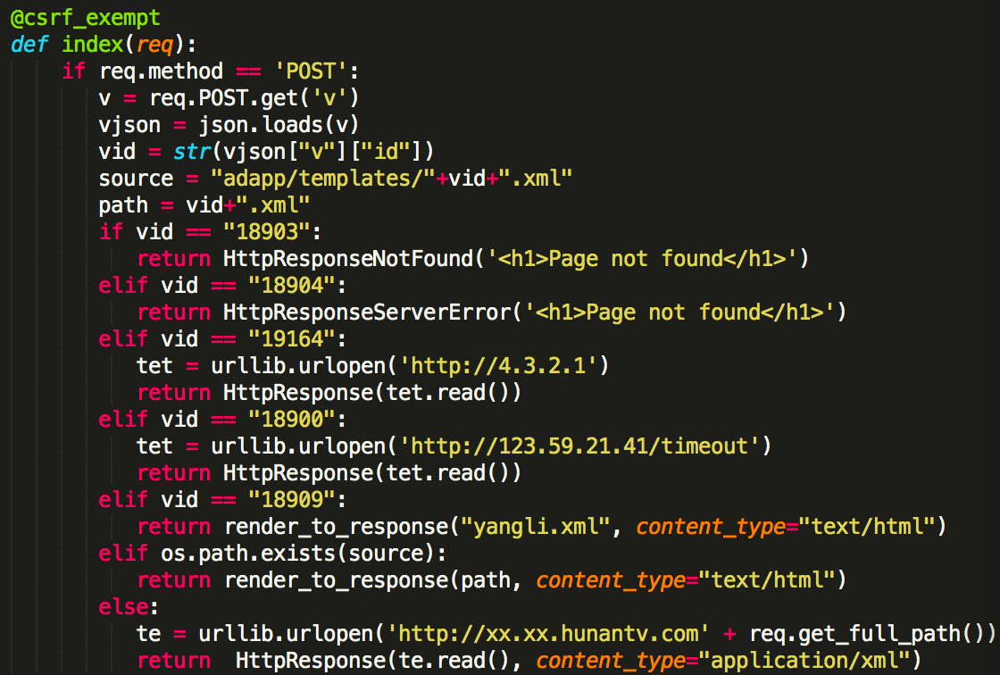 @csrf_exempt
def index(req):
    if req.method == 'POST':
       v = req.POST.get('v')
       vjson = json.loads(v)
       vid = str(vjson["v"]["id"])
       source = "adapp/templates/"+vid+".xml"
       path = vid+".xml"
       if vid == "18903":
          return HttpResponseNotFound('<h1>Page not found</h1>')
       elif vid == "18904":
          return HttpResponseServerError('<h1>Page not found</h1>')
       elif vid == "19164":
          tet = urllib.urlopen('http://4.3.2.1')
          return HttpResponse(tet.read())
       elif vid == "18900":
          tet = urllib.urlopen('http://123.59.21.41/timeout')
          return HttpResponse(tet.read())
       elif vid == "18909":
          return render_to_response("yangli.xml", content_type="text/html")
       elif os.path.exists(source):
          return render_to_response(path, content_type="text/html")
       else:
          te = urllib.urlopen('http://xx.xx.hunantv.com' + req.get_full_path())
          return  HttpResponse(te.read(), content_type="application/xml")